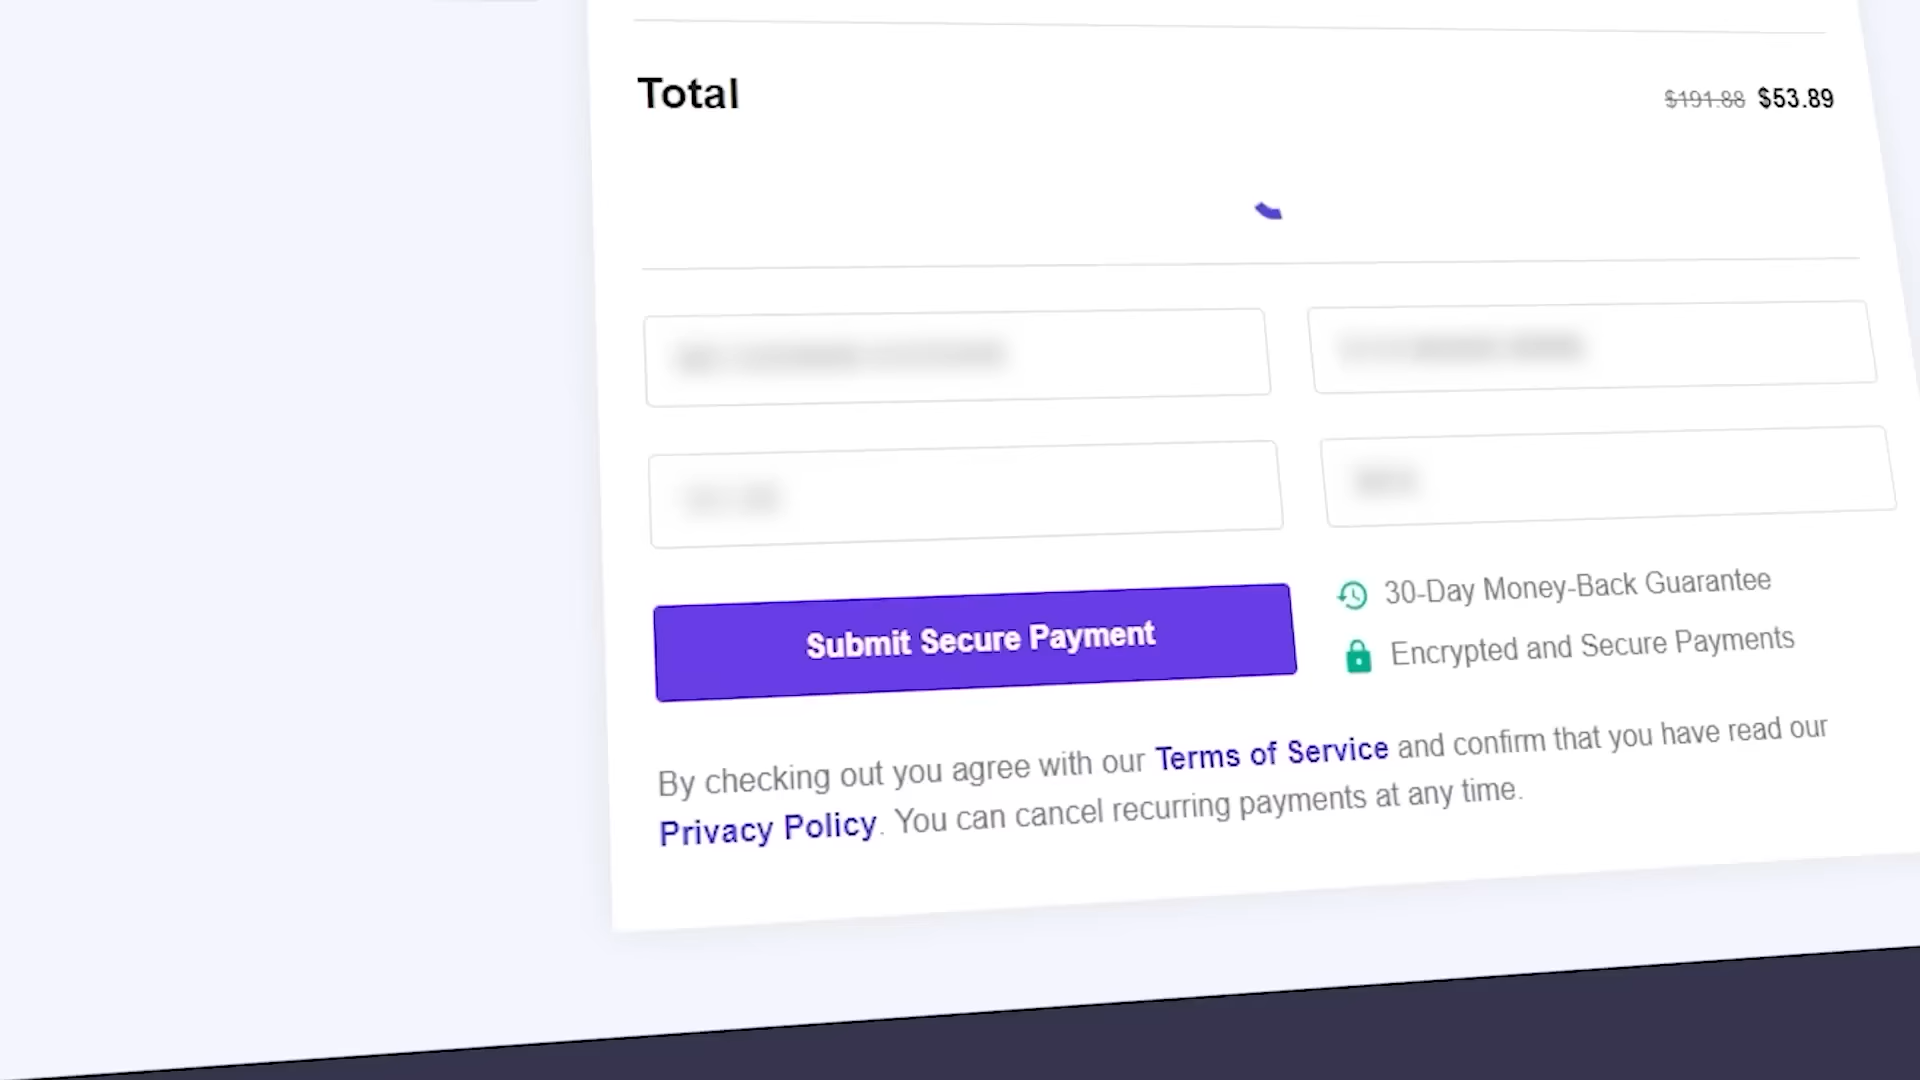 Total
$191.88 $53.89
Submit Secure Payment
30-Day Money-Back Guarantee
Encrypted and Secure Payments
By checking out you agree with our Terms of Service and confirm that you have read our
Privacy Policy. You can cancel recurring payments at any time.